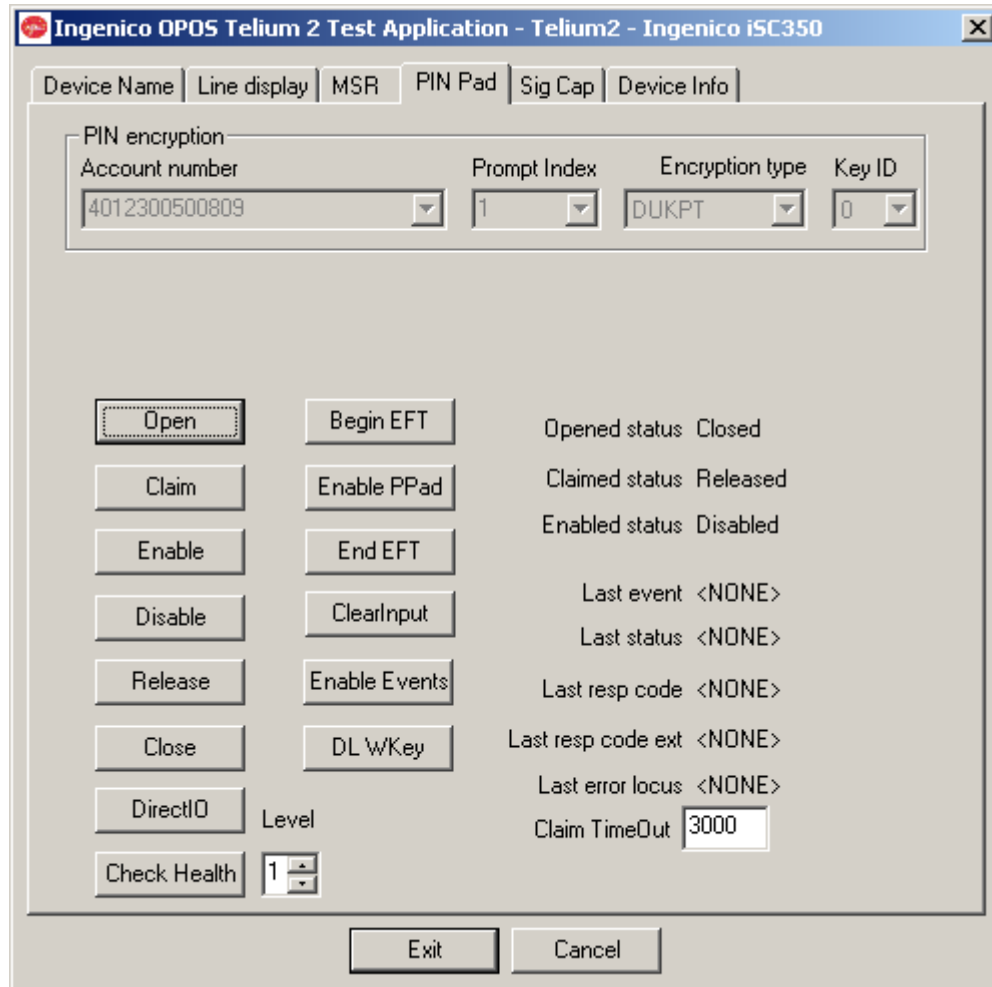 Ingenico OPOS Telium 2 Test Application - Telium2 - Ingenico iSC350
Device Name Line display MSR PIN Pad Sig Cap Device Info
PIN encryption
Account number Prompt Index Encryption type Key ID
4012300500809 1 DUKPT 0
Open Begin EFT Opened status Closed
Claim Enable PPad Claimed status Released
Enabled status Disabled
Enable End EFT
Disable ClearInput Last event <NONE>
Last status <NONE>
Release Enable Events Last resp code <NONE>
Close DL WKey Last resp code ext <NONE>
Last error locus <NONE>
DirectIO Level Claim TimeOut 3000
Check Health 1
Exit Cancel